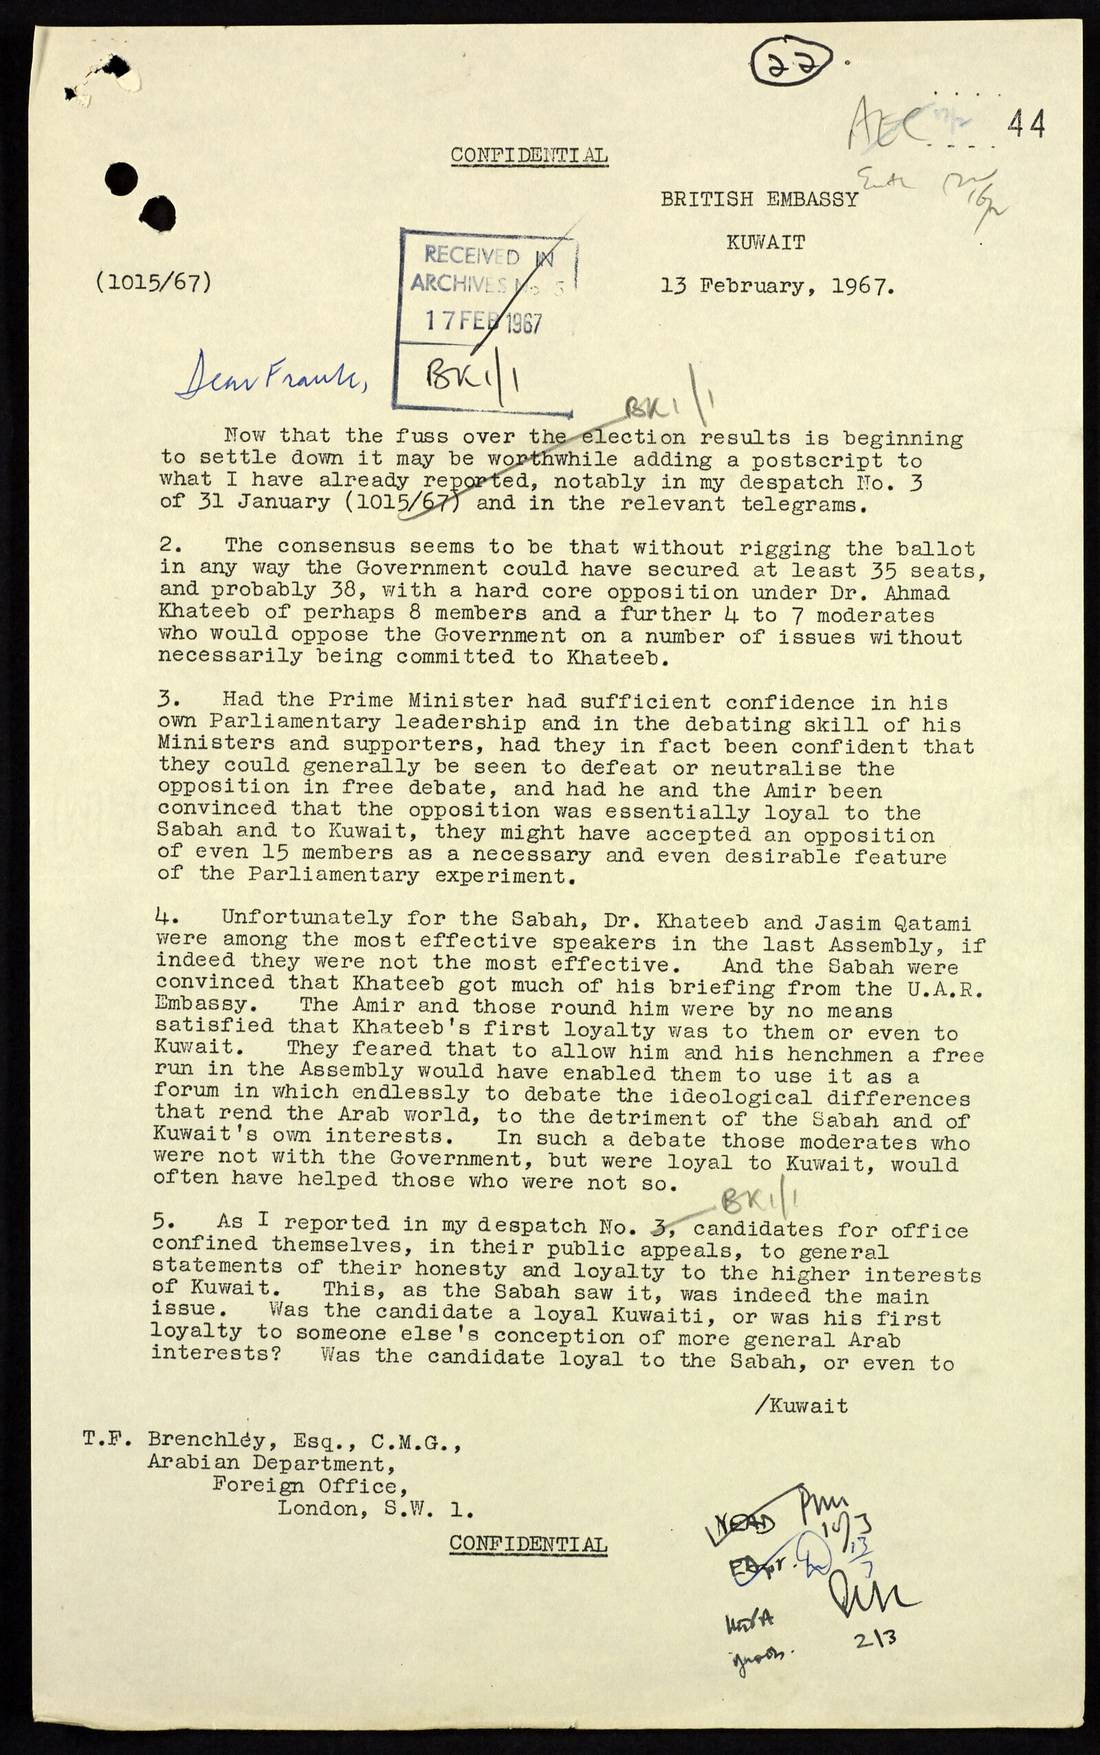 22
44
AEC
CONFIDENTIAL
BRITISH EMBASSY
KUWAIT
(1015/67)
13 February, 1967.
RECEIVED IN
ARCHIVES No. 5
17 FEB 1967
BK1/1
Dear Frank,
BK1/1
Now that the fuss over the election results is beginning
to settle down it may be worthwhile adding a postscript to
what I have already reported, notably in my despatch No. 3
of 31 January (1015/67) and in the relevant telegrams.
2. The consensus seems to be that without rigging the ballot
in any way the Government could have secured at least 35 seats,
and probably 38, with a hard core opposition under Dr. Ahmad
Khateeb of perhaps 8 members and a further 4 to 7 moderates
who would oppose the Government on a number of issues without
necessarily being committed to Khateeb.
3. Had the Prime Minister had sufficient confidence in his
own Parliamentary leadership and in the debating skill of his
Ministers and supporters, had they in fact been confident that
they could generally be seen to defeat or neutralise the
opposition in free debate, and had he and the Amir been
convinced that the opposition was essentially loyal to the
Sabah and to Kuwait, they might have accepted an opposition
of even 15 members as a necessary and even desirable feature
of the Parliamentary experiment.
4. Unfortunately for the Sabah, Dr. Khateeb and Jasim Qatami
were among the most effective speakers in the last Assembly, if
indeed they were not the most effective. And the Sabah were
convinced that Khateeb got much of his briefing from the U.A.R.
Embassy. The Amir and those round him were by no means
satisfied that Khateeb's first loyalty was to them or even to
Kuwait. They feared that to allow him and his henchmen a free
run in the Assembly would have enabled them to use it as a
forum in which endlessly to debate the ideological differences
that rend the Arab world, to the detriment of the Sabah and of
Kuwait's own interests. In such a debate those moderates who
were not with the Government, but were loyal to Kuwait, would
often have helped those who were not so.
BK1/1
5. As I reported in my despatch No. 3, candidates for office
confined themselves, in their public appeals, to general
statements of their honesty and loyalty to the higher interests
of Kuwait. This, as the Sabah saw it, was indeed the main
issue. Was the candidate a loyal Kuwaiti, or was his first
loyalty to someone else's conception of more general Arab
interests? Was the candidate loyal to the Sabah, or even to
/Kuwait
T.F. Brenchley, Esq., C.M.G.,
Arabian Department,
Foreign Office,
London, S.W. 1.
CONFIDENTIAL
NEAD
2/3